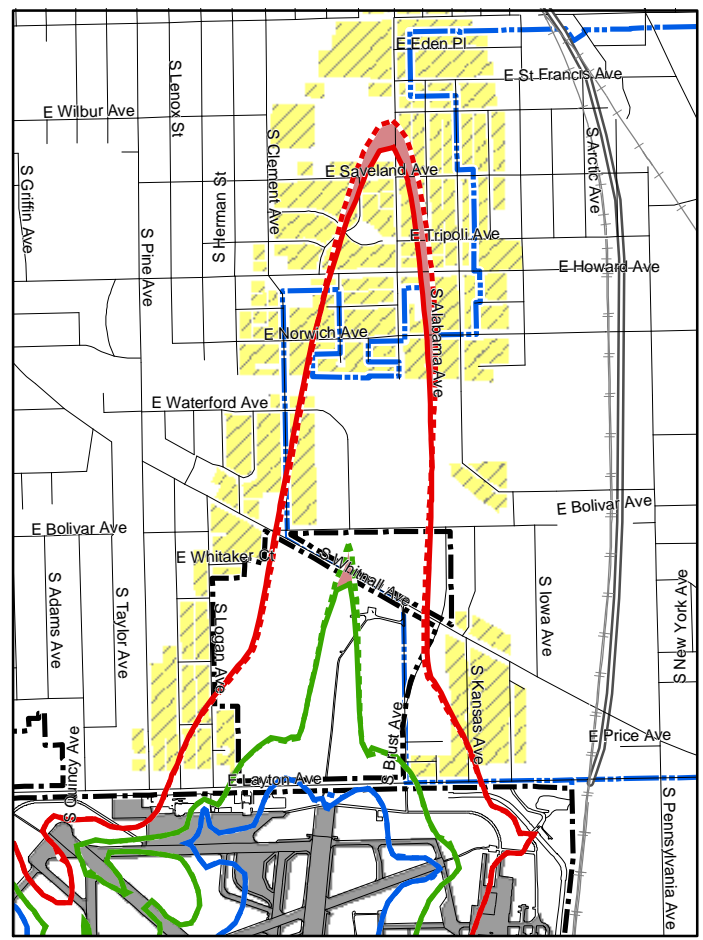 E Eden Pl
E St Francis Ave
S Lenox St
E Wilbur Ave
S Clement Ave
S Arctic Ave
E Saveland Ave
S Griffin Ave
S Herman St
S Pine Ave
E Tripoli Ave
E Howard Ave
S Alabama Ave
E Norwich Ave
E Waterford Ave
E Bolivar Ave
E Bolivar Ave
E Whitaker Ct
S Whitnall Ave
S Adams Ave
S Taylor Ave
S Logan Ave
S Iowa Ave
S New York Ave
S Kansas Ave
S Quincy Ave
S Brust Ave
E Price Ave
E Layton Ave
S Pennsylvania Ave